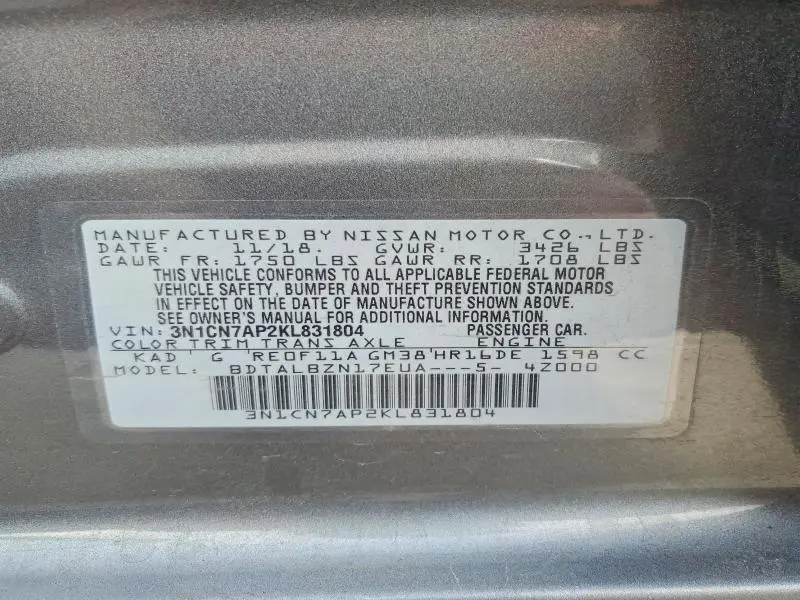 MANUFACTURED BY NISSAN MOTOR CO., LTD.
DATE: 11/18. GVWR: 3426 LBS
GAWR FR: 1750 LBS GAWR RR: 1708 LBS
THIS VEHICLE CONFORMS TO ALL APPLICABLE FEDERAL MOTOR
VEHICLE SAFETY, BUMPER AND THEFT PREVENTION STANDARDS
IN EFFECT ON THE DATE OF MANUFACTURE SHOWN ABOVE.
SEE OWNER'S MANUAL FOR ADDITIONAL INFORMATION.
VIN: 3N1CN7AP2KL831804 PASSENGER CAR.
COLOR TRIM TRANS AXLE ENGINE
KAD G 'RE0F11A GM38'HR16DE 1598 CC
MODEL: BDTALBZN17EUA---5- 4Z000
3N1CN7AP2KL831804